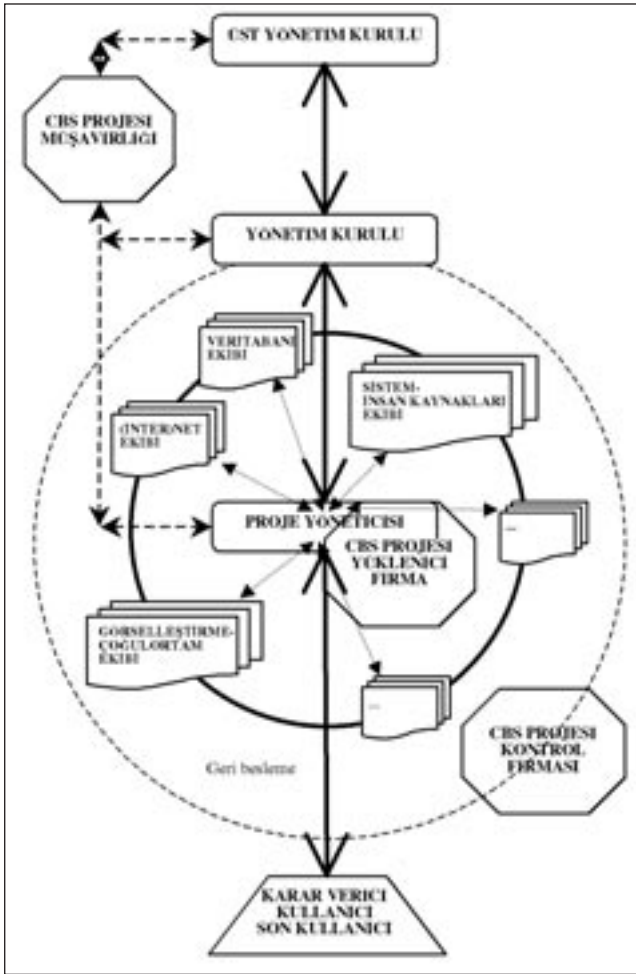 ÜST YÖNETİM KURULU
CBS PROJESİ
MÜŞAVİRLİĞİ
YÖNETİM KURULU
VERİTABANI
EKİBİ
SİSTEM-
İNSAN KAYNAKLARI
EKİBİ
(İNTER)NET
EKİBİ
PROJE YÖNETİCİSİ
....
CBS PROJESİ
YÜKLENİCİ
FİRMA
GÖRSELLEŞTİRME-
ÇOĞULORTAM
EKİBİ
....
CBS PROJESİ
KONTROL
FİRMASI
Geri besleme
KARAR VERİCİ
KULLANICI
SON KULLANICI